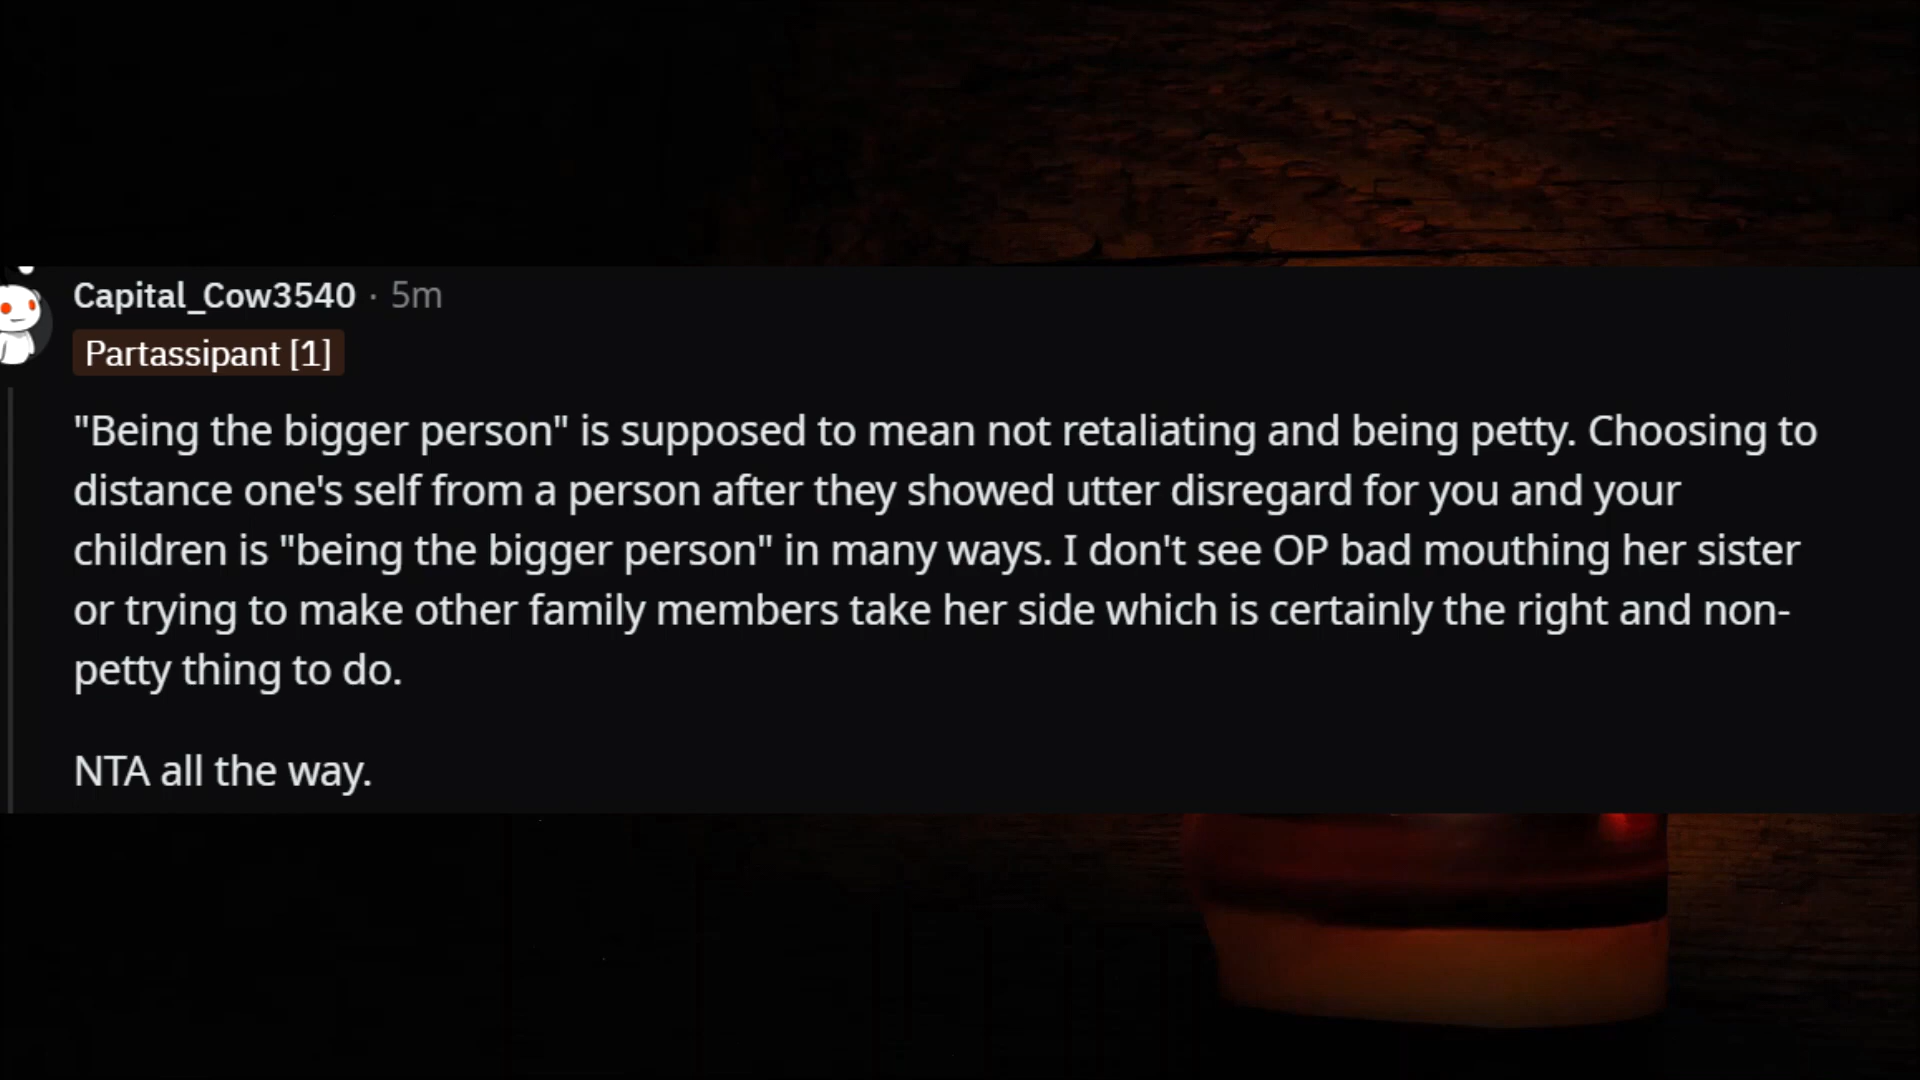 Capital_Cow3540 · 5m
Partassipant [1]
"Being the bigger person" is supposed to mean not retaliating and being petty. Choosing to
distance one's self from a person after they showed utter disregard for you and your
children is "being the bigger person" in many ways. I don't see OP bad mouthing her sister
or trying to make other family members take her side which is certainly the right and non-
petty thing to do.
NTA all the way.